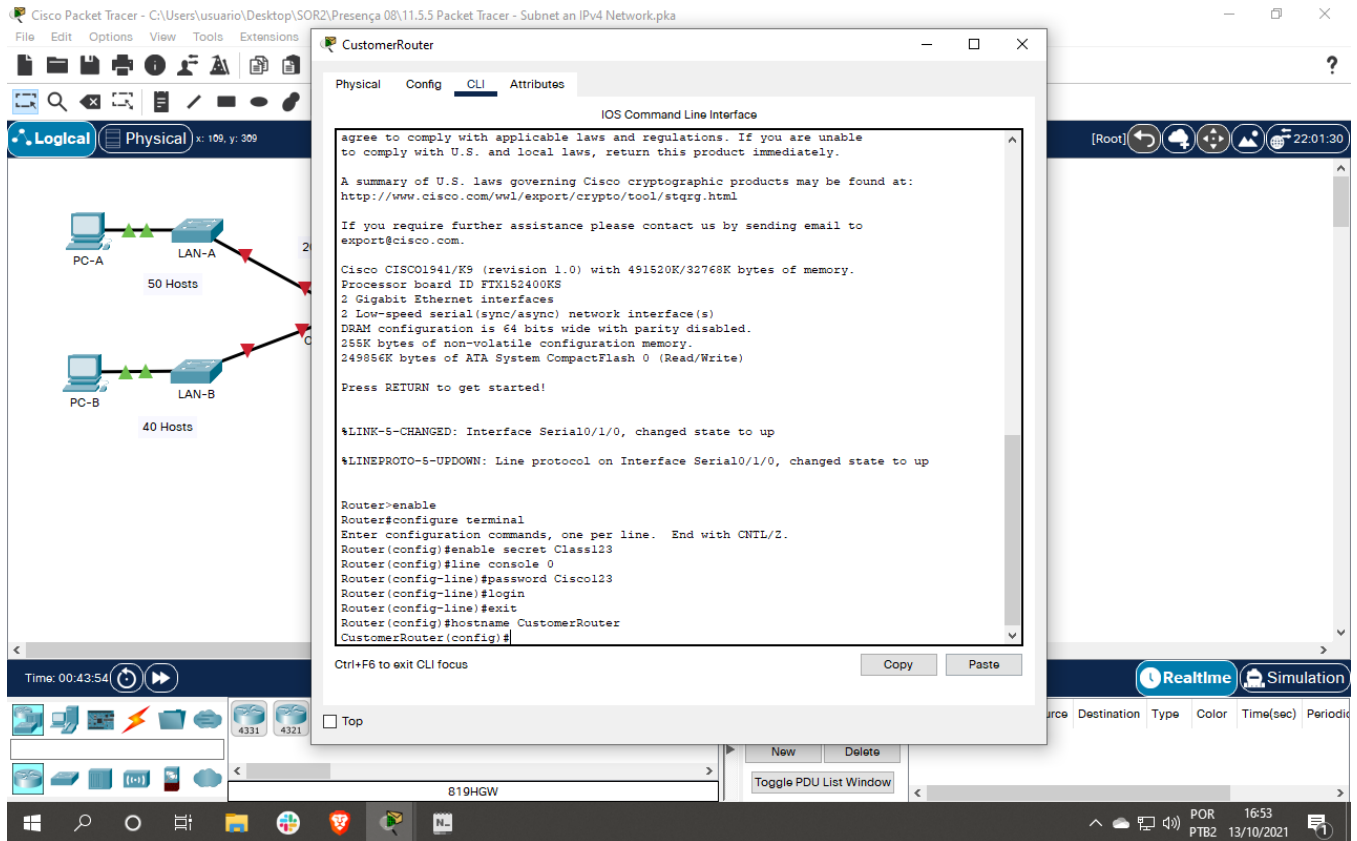 Cisco Packet Tracer - C:\Users\usuario\Desktop\SOR2\Presença 08\11.5.5 Packet Tracer - Subnet an IPv4 Network.pka
File Edit Options View Tools Extensions
CustomerRouter
Physical Config CLI Attributes
IOS Command Line Interface
Logical Physical x: 109, y: 309
[Root] 22:01:30
agree to comply with applicable laws and regulations. If you are unable
to comply with U.S. and local laws, return this product immediately.
A summary of U.S. laws governing Cisco cryptographic products may be found at:
http://www.cisco.com/wwl/export/crypto/tool/stqrg.html
If you require further assistance please contact us by sending email to
export@cisco.com.
Cisco CISCO1941/K9 (revision 1.0) with 491520K/32768K bytes of memory.
Processor board ID FTX152400KS
2 Gigabit Ethernet interfaces
2 Low-speed serial(sync/async) network interface(s)
DRAM configuration is 64 bits wide with parity disabled.
255K bytes of non-volatile configuration memory.
249856K bytes of ATA System CompactFlash 0 (Read/Write)
Press RETURN to get started!
%LINK-5-CHANGED: Interface Serial0/1/0, changed state to up
%LINEPROTO-5-UPDOWN: Line protocol on Interface Serial0/1/0, changed state to up
Router>enable
Router#configure terminal
Enter configuration commands, one per line.  End with CNTL/Z.
Router(config)#enable secret Class123
Router(config)#line console 0
Router(config-line)#password Cisco123
Router(config-line)#login
Router(config-line)#exit
Router(config)#hostname CustomerRouter
CustomerRouter(config)#
Ctrl+F6 to exit CLI focus
Copy Paste
Top
PC-A
LAN-A
50 Hosts
20
PC-B
LAN-B
40 Hosts
C
Time: 00:43:54
Realtime Simulation
4331 4321
819HGW
New Delete
Toggle PDU List Window
urce Destination Type Color Time(sec) Periodic
N..
POR
PTB2
16:53
13/10/2021
1